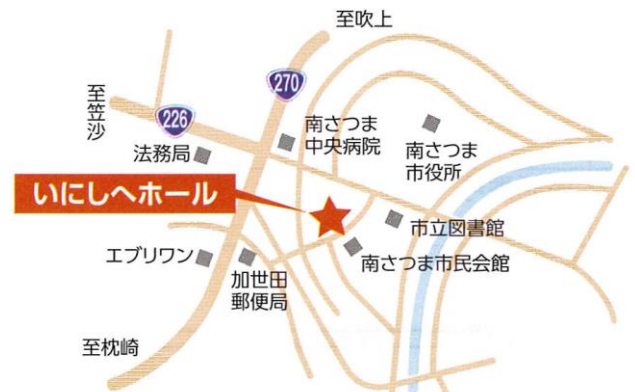 至吹上
270
至笠沙
226
法務局
南さつま
中央病院
南さつま
市役所
いにしへホール
市立図書館
エブリワン
加世田
郵便局
南さつま市民会館
至枕崎